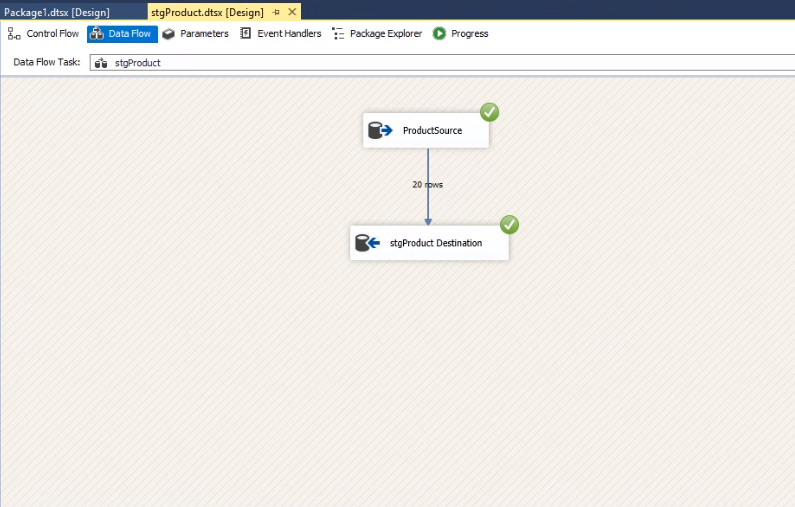 Package1.dtsx [Design] stgProduct.dtsx [Design]
Control Flow Data Flow Parameters Event Handlers Package Explorer Progress
Data Flow Task: stgProduct
ProductSource
20 rows
stgProduct Destination